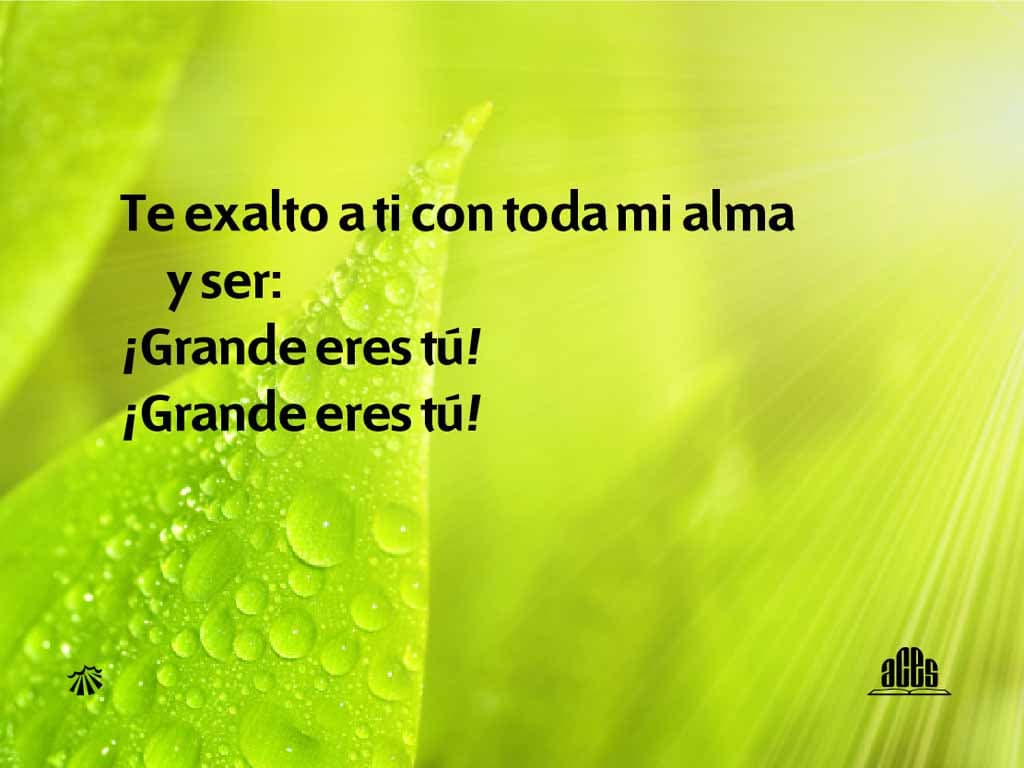 Te exalto a ti con toda mi alma
y ser:
¡Grande eres tú!
¡Grande eres tú!
aces